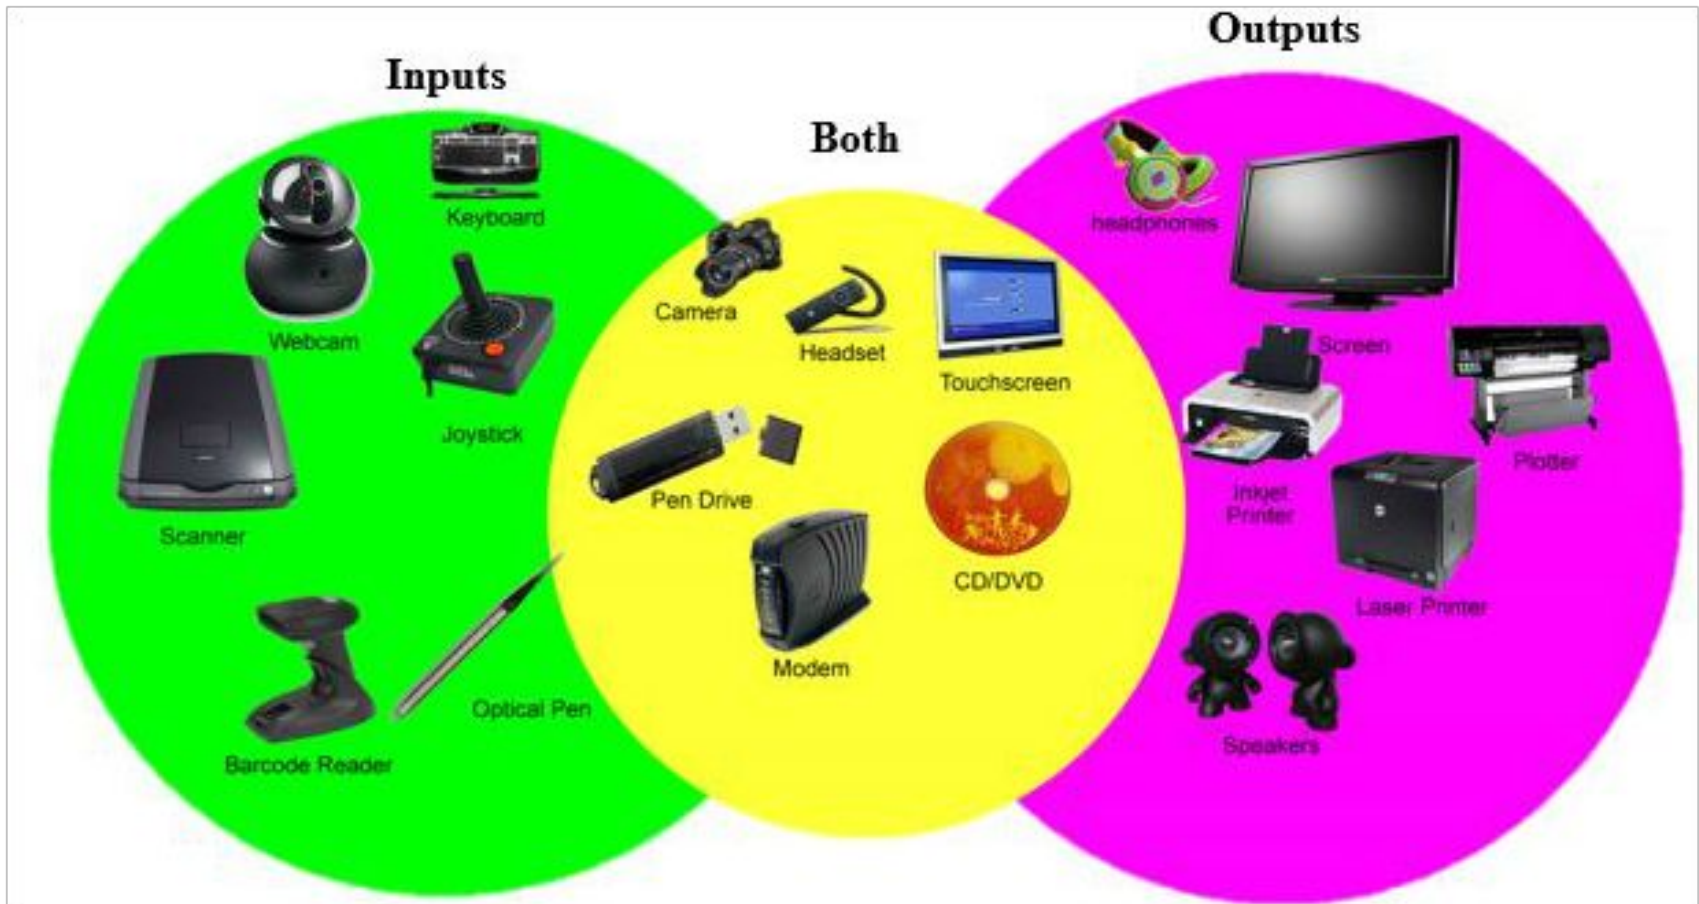 Inputs
Both
Outputs
Keyboard
Webcam
Joystick
Scanner
Optical Pen
Barcode Reader
Camera
Headset
Touchscreen
Pen Drive
CD/DVD
Modem
headphones
Screen
Plotter
Inkjet
Printer
Laser Printer
Speakers